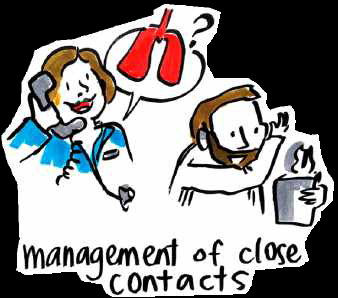 ?
management of close
contacts